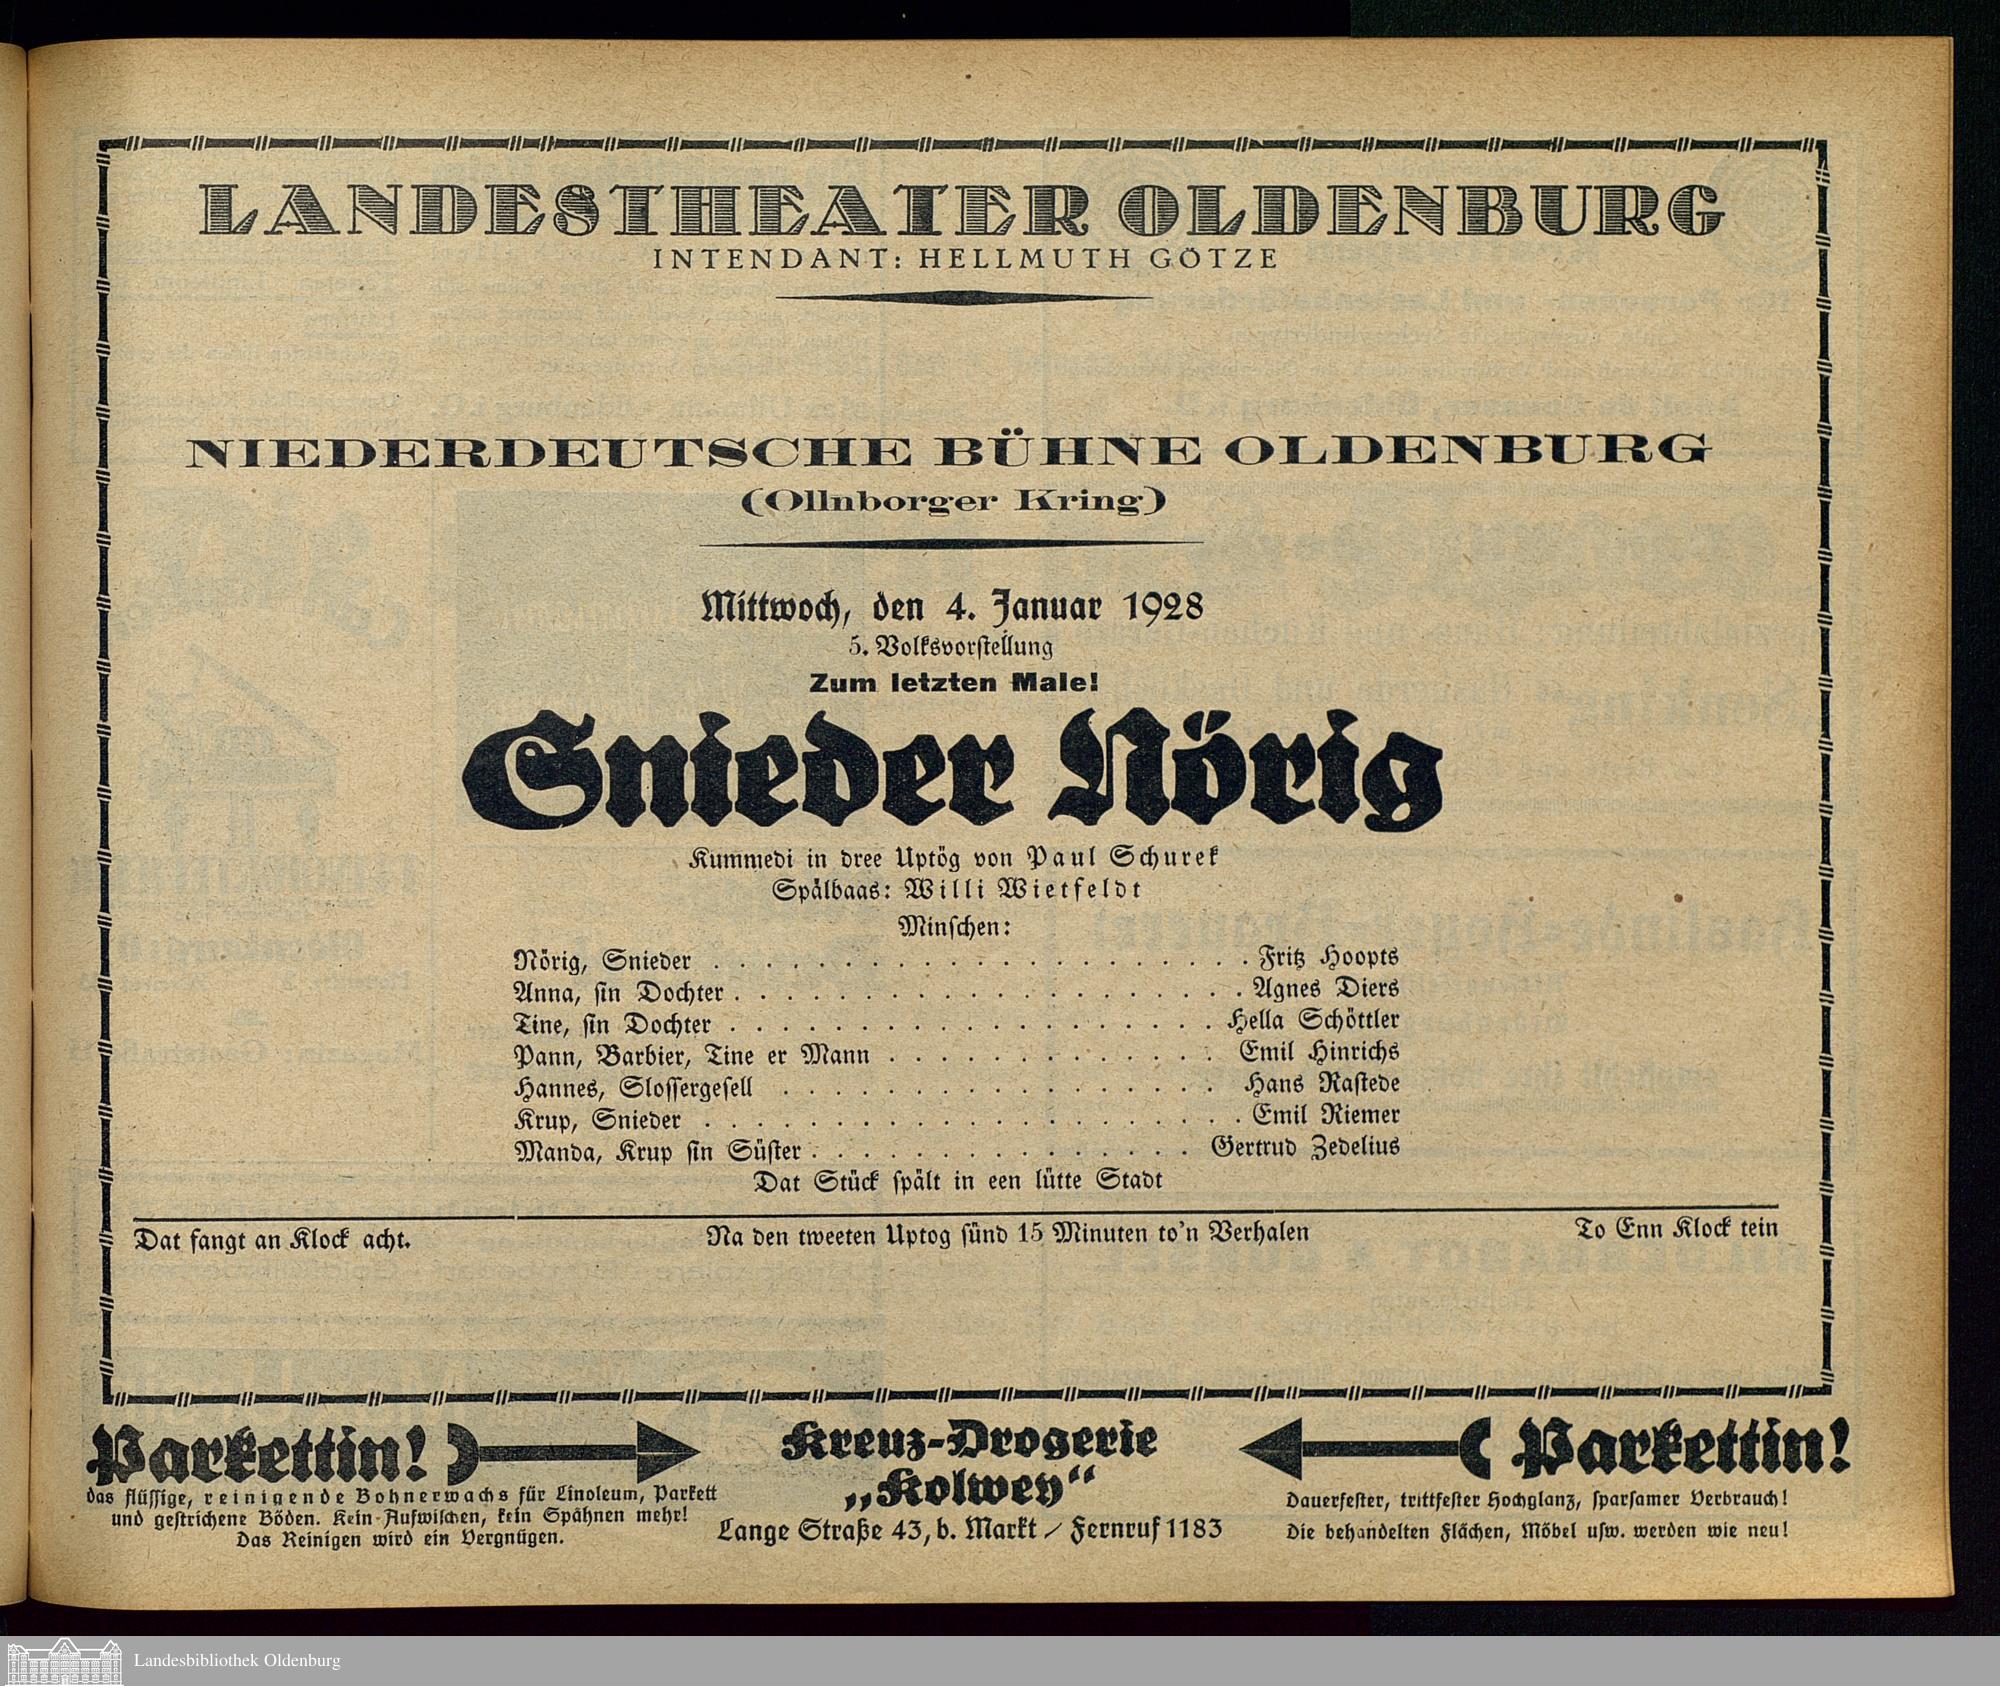 LANDESTHEATER OLDENBURG
INTENDANT: HELLMUTH GÖTZE
NIEDERDEUTSCHE BÜHNE OLDENBURG
(Ollnborger Kring)
Mittwoch, den 4. Januar 1928
5. Volksvorstellung
Zum letzten Male!
Snieder Nörig
Kummedi in dree Uptög von Paul Schurek
Spälbaas: Willi Wietfeldt
Minschen:
Nörig, Snieder . . . . . . . . . . . . . . . . . . . . . Fritz Hoopts
Anna, sin Dochter . . . . . . . . . . . . . . . . . . . . Agnes Diers
Tine, sin Dochter . . . . . . . . . . . . . . . . . . . Hella Schöttler
Pann, Barbier, Tine er Mann . . . . . . . . . . . . . Emil Hinrichs
Hannes, Slossergesell . . . . . . . . . . . . . . . . . Hans Rastede
Krup, Snieder . . . . . . . . . . . . . . . . . . . . . Emil Riemer
Manda, Krup sin Süster . . . . . . . . . . . . . . . Gertrud Zedelius
Dat Stück spält in een lütte Stadt
Dat fangt an Klock acht. Na den tweeten Uptog sünd 15 Minuten to'n Verhalen To Enn Klock tein
Parkettin!
das flüssige, reinigende Bohnerwachs für Linoleum, Parkett
und gestrichene Böden. Kein Aufwischen, kein Spähnen mehr!
Das Reinigen wird ein Vergnügen.
Kreuz-Drogerie
„Kolwey“
Lange Straße 43, b. Markt / Fernruf 1183
Parkettin!
Dauerfester, trittfester Hochglanz, sparsamer Verbrauch!
Die behandelten Flächen, Möbel usw. werden wie neu!
Landesbibliothek Oldenburg